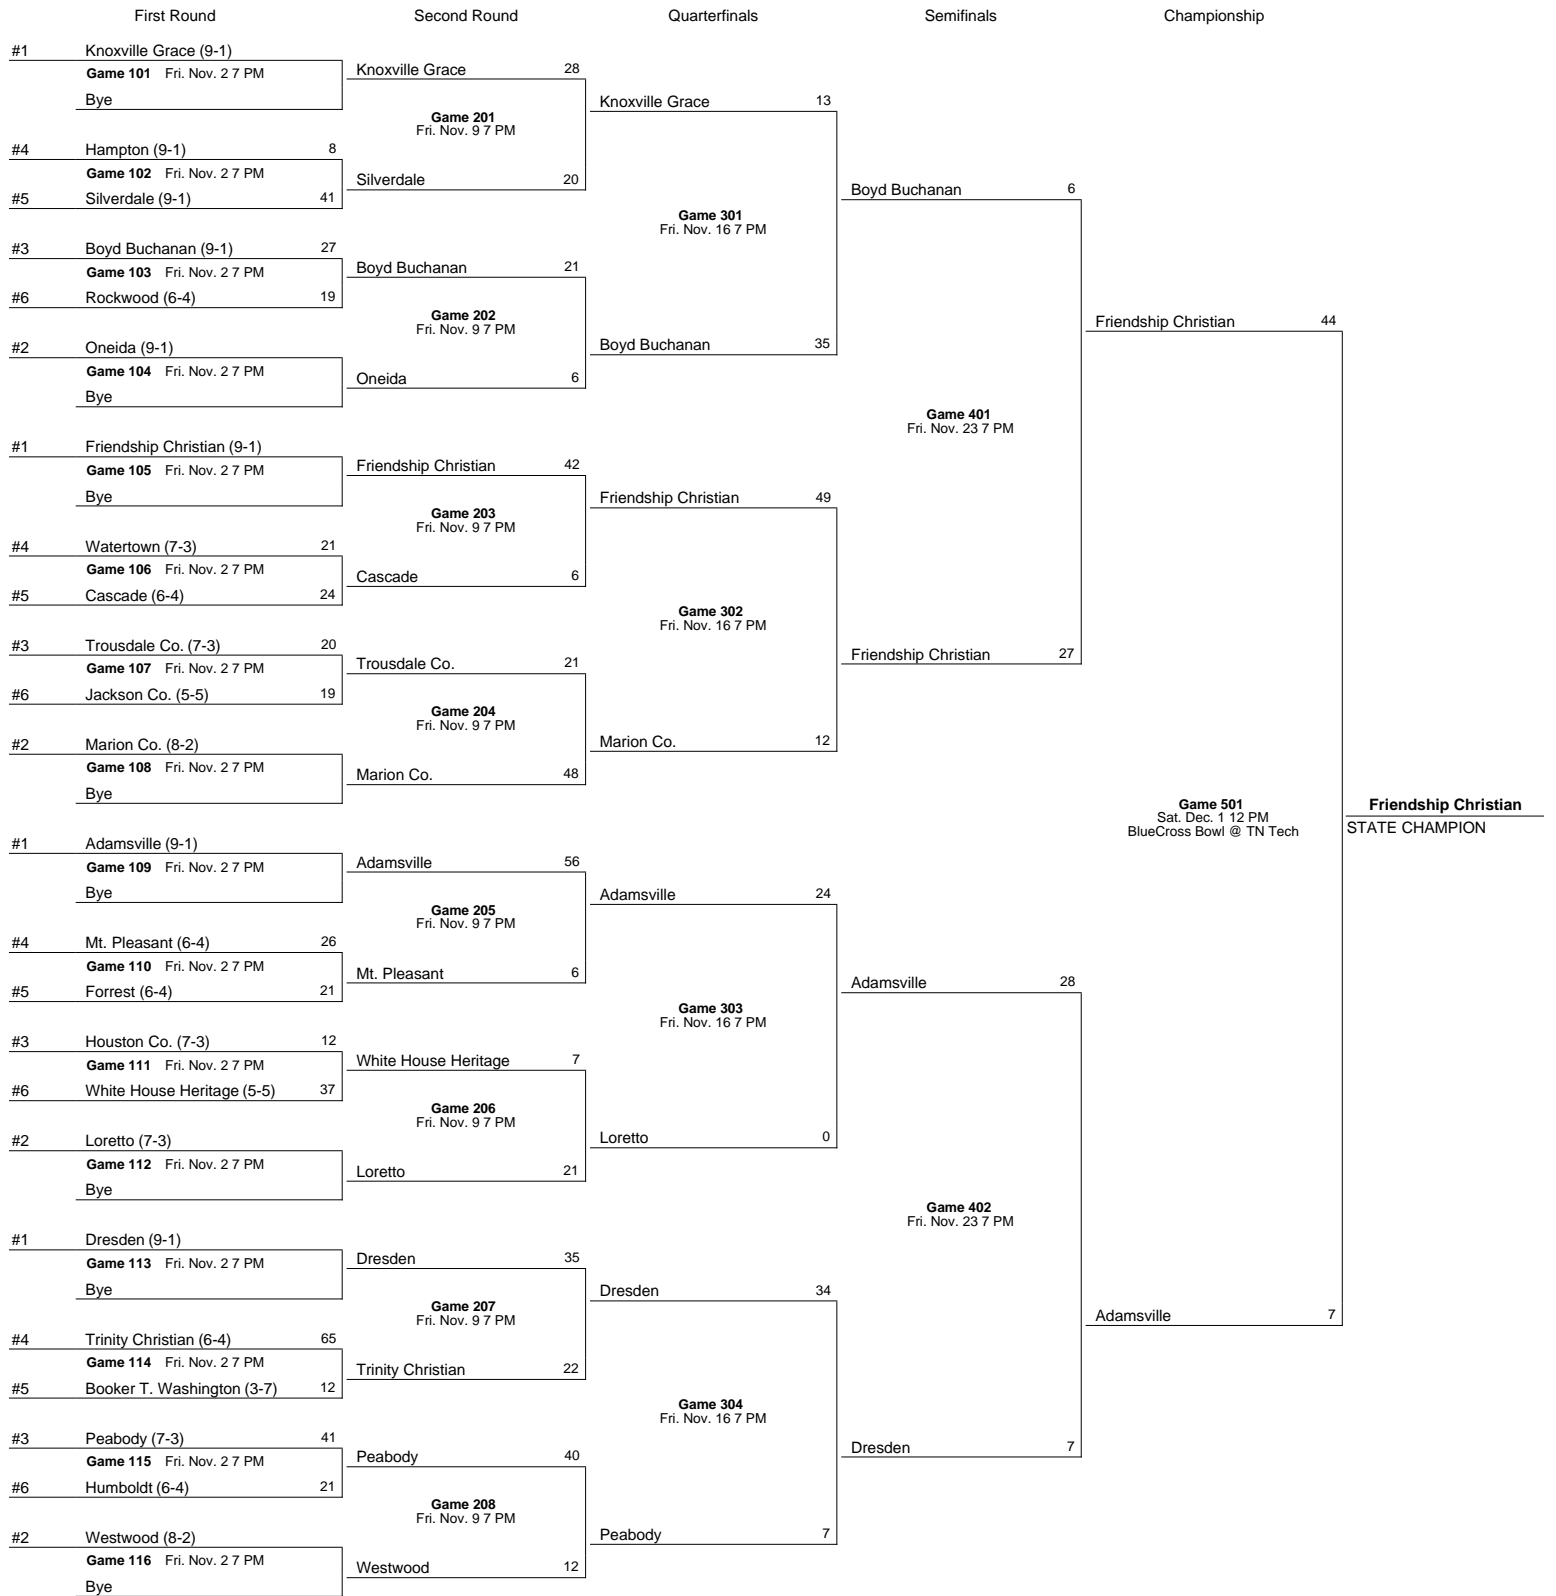 First Round
Second Round
Quarterfinals
Semifinals
Championship
#1 Knoxville Grace (9-1)
Game 101 Fri. Nov. 2 7 PM
Bye
#4 Hampton (9-1) 8
Game 102 Fri. Nov. 2 7 PM
#5 Silverdale (9-1) 41
#3 Boyd Buchanan (9-1) 27
Game 103 Fri. Nov. 2 7 PM
#6 Rockwood (6-4) 19
#2 Oneida (9-1)
Game 104 Fri. Nov. 2 7 PM
Bye
#1 Friendship Christian (9-1)
Game 105 Fri. Nov. 2 7 PM
Bye
#4 Watertown (7-3) 21
Game 106 Fri. Nov. 2 7 PM
#5 Cascade (6-4) 24
#3 Trousdale Co. (7-3) 20
Game 107 Fri. Nov. 2 7 PM
#6 Jackson Co. (5-5) 19
#2 Marion Co. (8-2)
Game 108 Fri. Nov. 2 7 PM
Bye
#1 Adamsville (9-1)
Game 109 Fri. Nov. 2 7 PM
Bye
#4 Mt. Pleasant (6-4) 26
Game 110 Fri. Nov. 2 7 PM
#5 Forrest (6-4) 21
#3 Houston Co. (7-3) 12
Game 111 Fri. Nov. 2 7 PM
#6 White House Heritage (5-5) 37
#2 Loretto (7-3)
Game 112 Fri. Nov. 2 7 PM
Bye
#1 Dresden (9-1)
Game 113 Fri. Nov. 2 7 PM
Bye
#4 Trinity Christian (6-4) 65
Game 114 Fri. Nov. 2 7 PM
#5 Booker T. Washington (3-7) 12
#3 Peabody (7-3) 41
Game 115 Fri. Nov. 2 7 PM
#6 Humboldt (6-4) 21
#2 Westwood (8-2)
Game 116 Fri. Nov. 2 7 PM
Bye
Knoxville Grace 28
Game 201
Fri. Nov. 9 7 PM
Silverdale 20
Boyd Buchanan 21
Game 202
Fri. Nov. 9 7 PM
Oneida 6
Friendship Christian 42
Game 203
Fri. Nov. 9 7 PM
Cascade 6
Trousdale Co. 21
Game 204
Fri. Nov. 9 7 PM
Marion Co. 48
Adamsville 56
Game 205
Fri. Nov. 9 7 PM
Mt. Pleasant 6
White House Heritage 7
Game 206
Fri. Nov. 9 7 PM
Loretto 21
Dresden 35
Game 207
Fri. Nov. 9 7 PM
Trinity Christian 22
Peabody 40
Game 208
Fri. Nov. 9 7 PM
Westwood 12
Knoxville Grace 13
Game 301
Fri. Nov. 16 7 PM
Boyd Buchanan 35
Friendship Christian 49
Game 302
Fri. Nov. 16 7 PM
Marion Co. 12
Adamsville 24
Game 303
Fri. Nov. 16 7 PM
Loretto 0
Dresden 34
Game 304
Fri. Nov. 16 7 PM
Peabody 7
Boyd Buchanan 6
Game 401
Fri. Nov. 23 7 PM
Friendship Christian 27
Adamsville 28
Game 402
Fri. Nov. 23 7 PM
Dresden 7
Friendship Christian 44
Game 501
Sat. Dec. 1 12 PM
BlueCross Bowl @ TN Tech
Adamsville 7
Friendship Christian
STATE CHAMPION